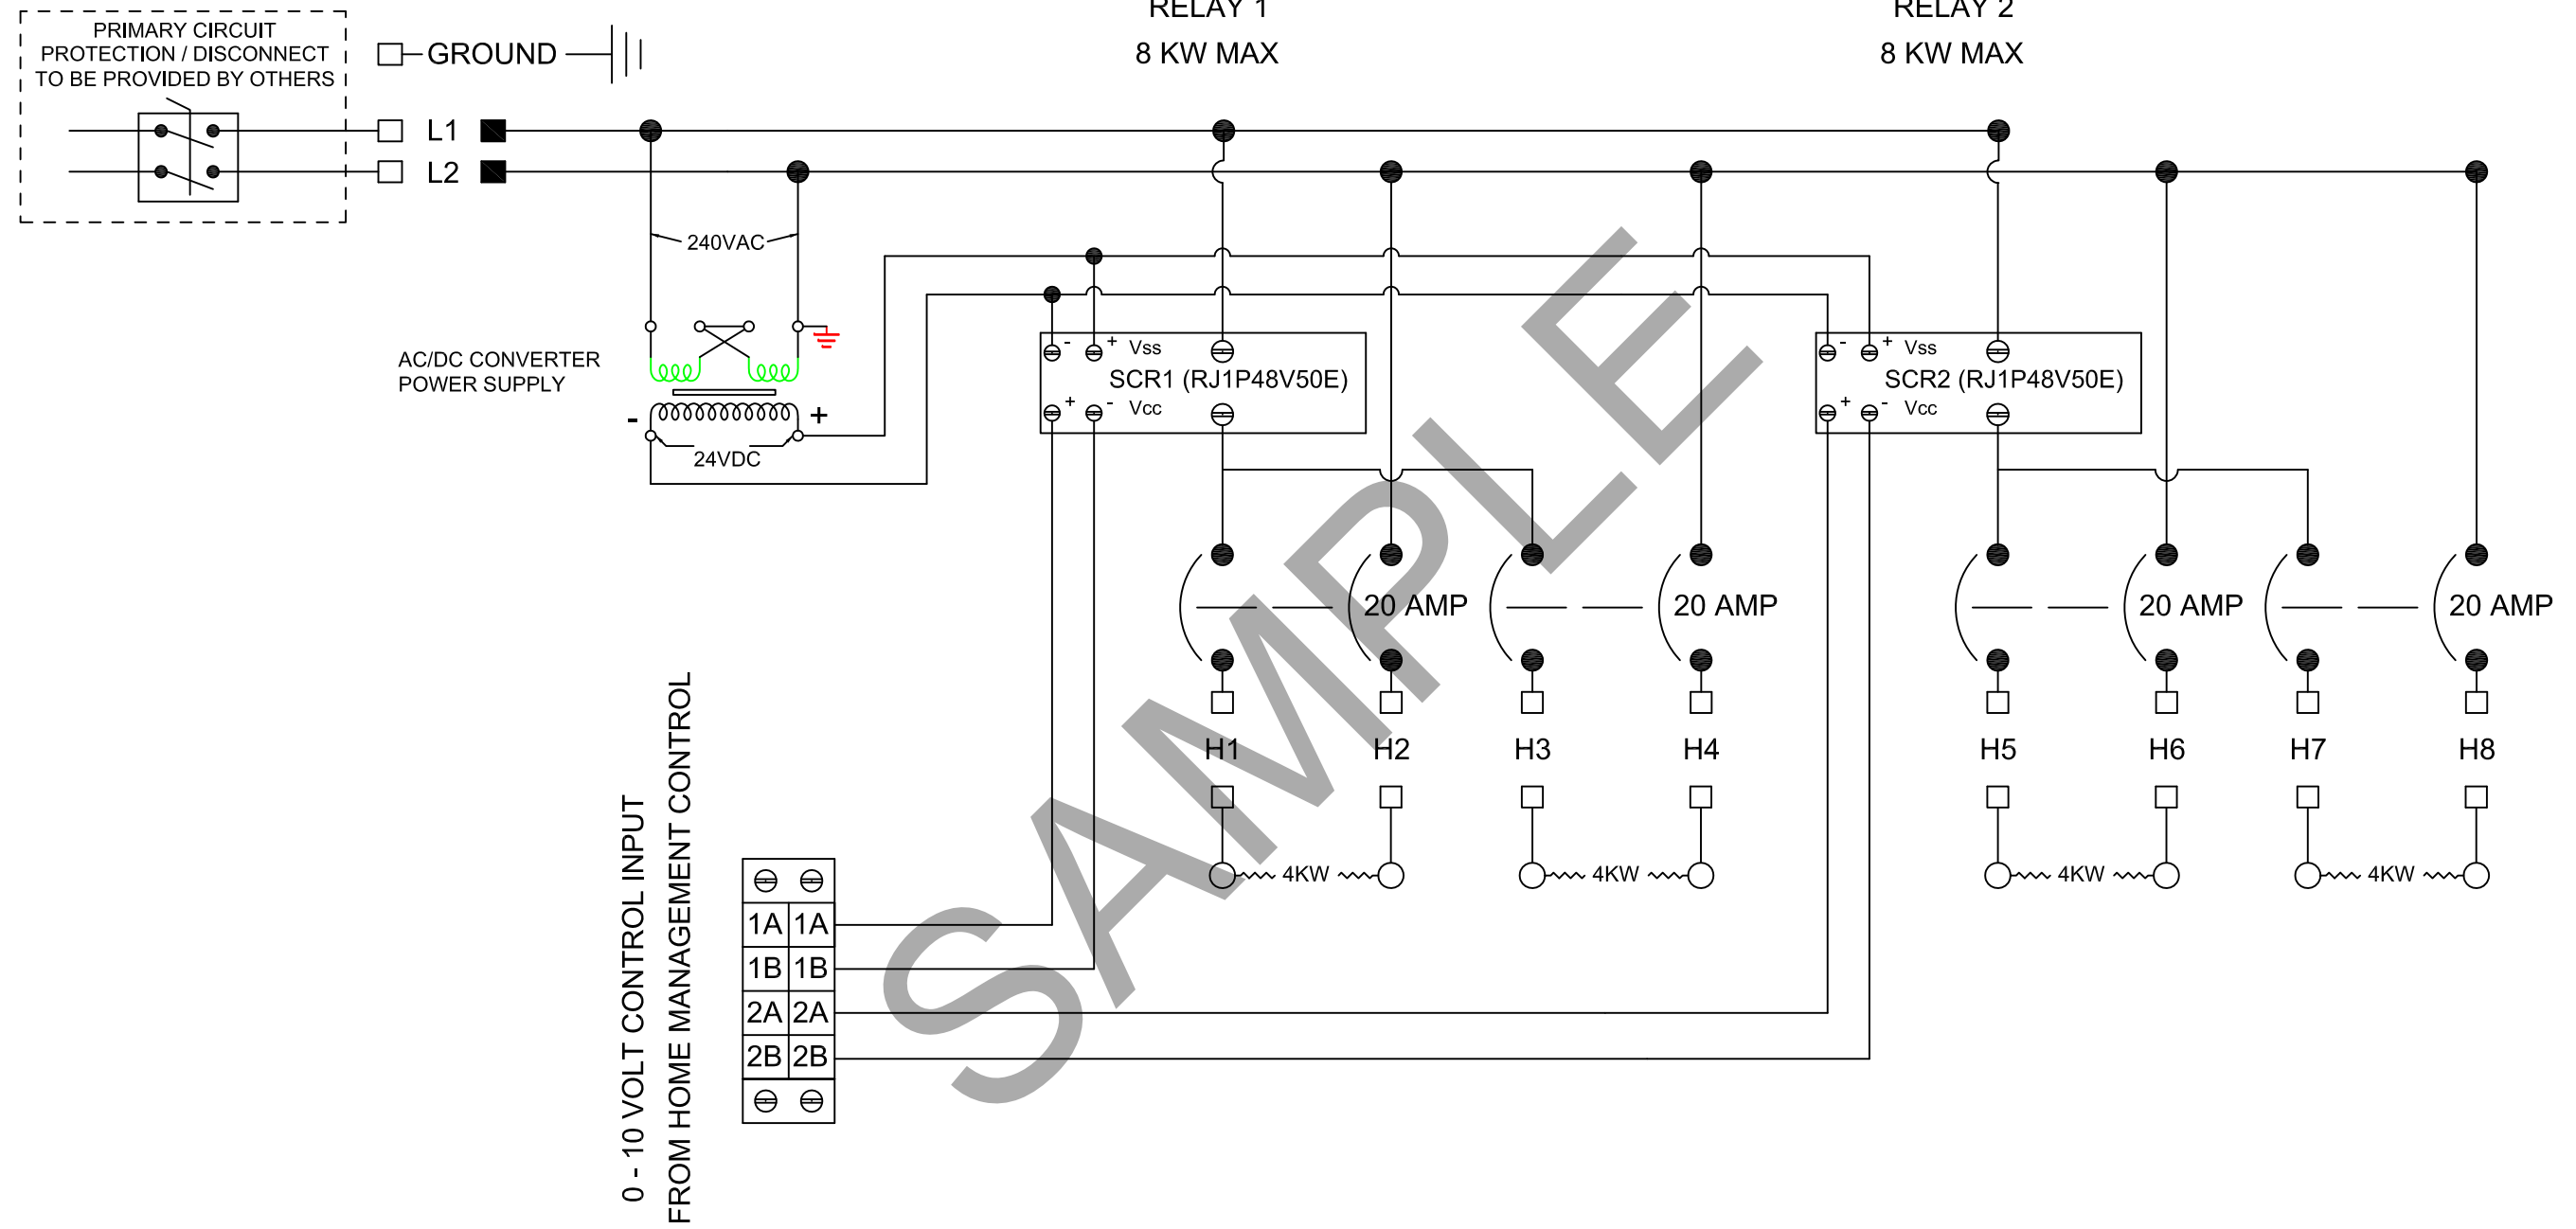 RELAY 1
8 KW MAX
RELAY 2
8 KW MAX
PRIMARY CIRCUIT
PROTECTION / DISCONNECT
TO BE PROVIDED BY OTHERS
GROUND
L1
L2
240VAC
AC/DC CONVERTER
POWER SUPPLY
- +
24VDC
- + Vss
SCR1 (RJ1P48V50E)
+ - Vcc
- + Vss
SCR2 (RJ1P48V50E)
+ - Vcc
20 AMP
20 AMP
20 AMP
20 AMP
H1 H2 H3 H4 H5 H6 H7 H8
4KW
4KW
4KW
4KW
0 - 10 VOLT CONTROL INPUT
FROM HOME MANAGEMENT CONTROL
1A 1A
1B 1B
2A 2A
2B 2B
SAMPLE